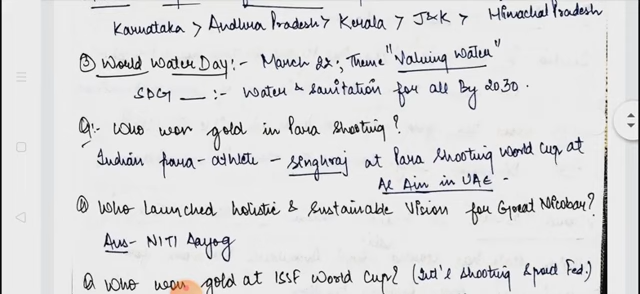 Karnataka > Andhra Pradesh > Kerala > J&K > Himachal Pradesh
③ World Water Day :- March 22 ; Theme "Valuing Water"
SDG __ :- Water & Sanitation for all By 2030.
Q:- Who won gold in Para Shooting?
Indian para-athlete - Singhraj at Para Shooting World Cup at
Al Ain in UAE -
Q Who Launched holistic & Sustainable Vision for Great Nicobar?
Ans- NITI Aayog
Q Who won gold at ISSF World Cup? (Int'l Shooting Sport Fed.)